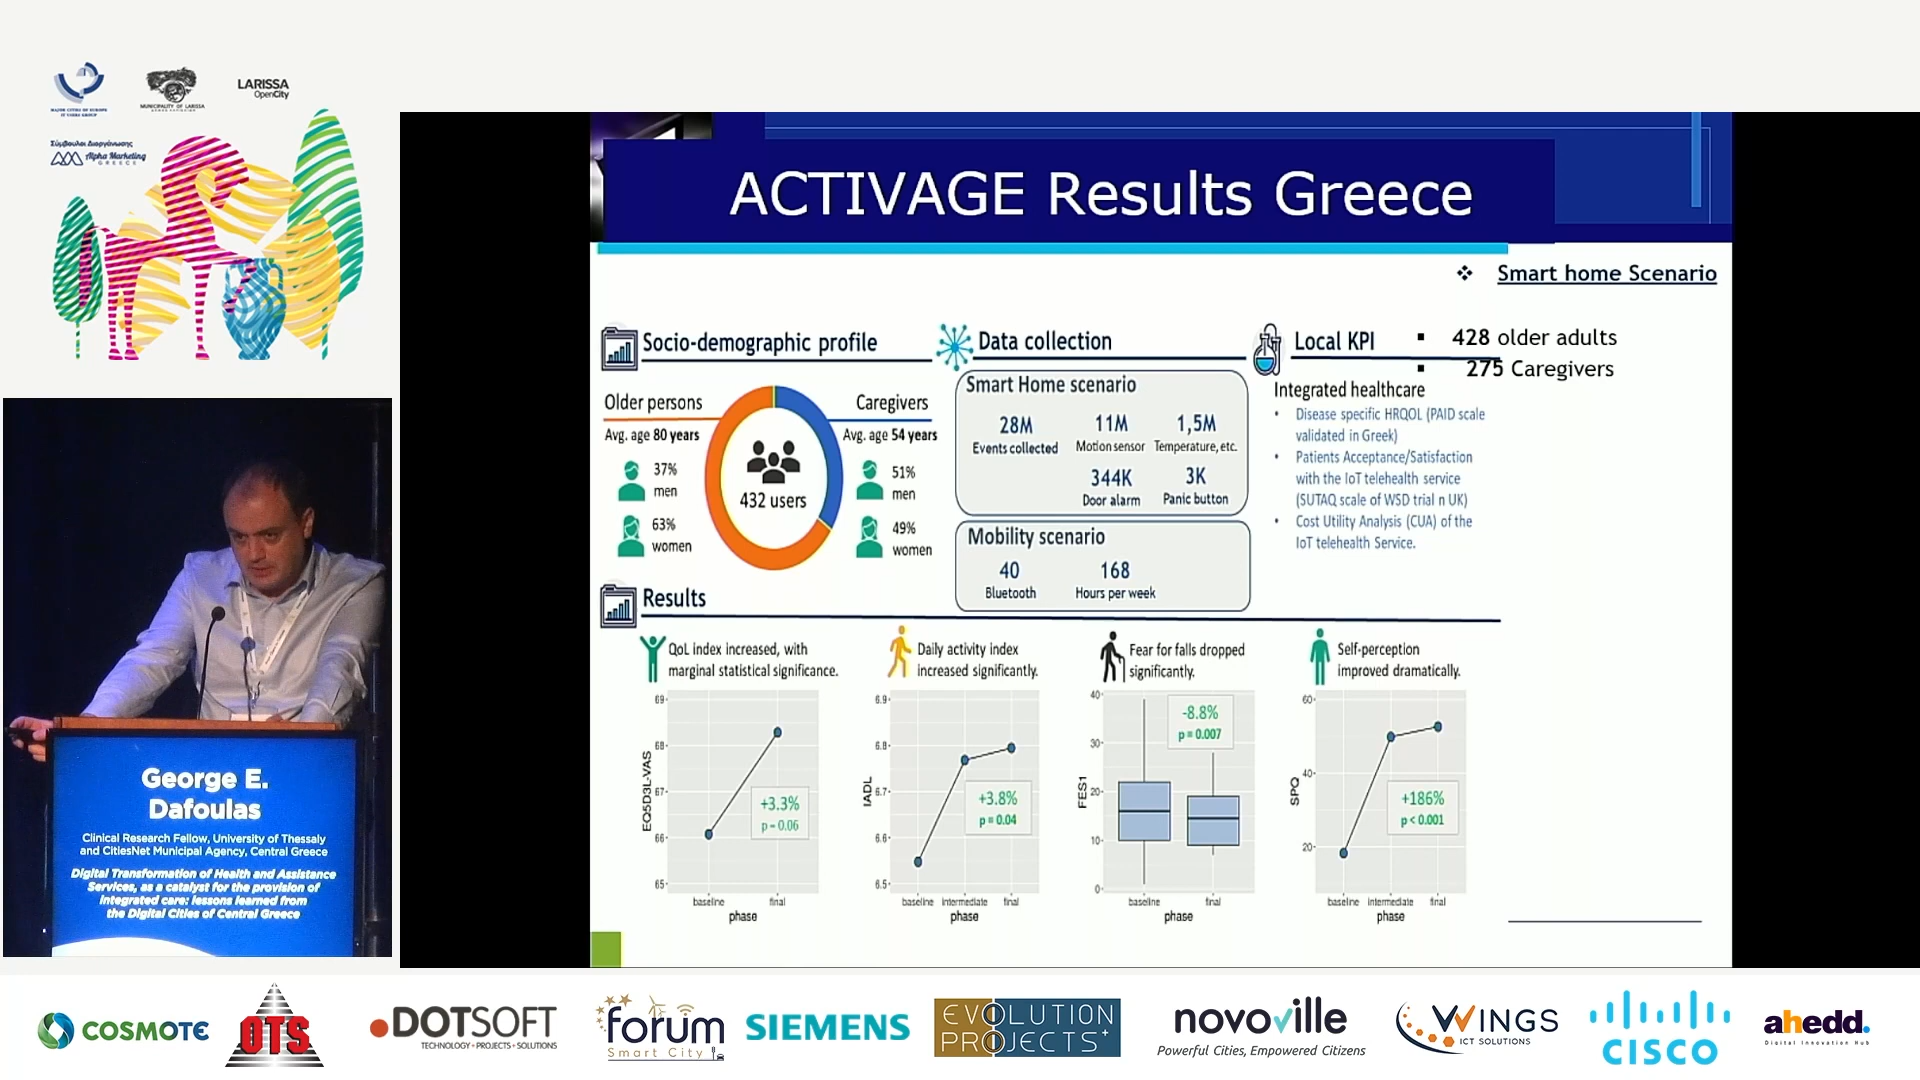 MAJOR CITIES OF EUROPE
IT USERS GROUP
MUNICIPALITY OF LARISSA
LARISSA
OpenCity
Σύμβουλοι Διοργάνωσης
Alpha Marketing
GREECE
ACTIVAGE Results Greece
❖ Smart home Scenario
▪ 428 older adults
▪ 275 Caregivers
Socio-demographic profile
Older persons
Avg. age 80 years
37%
men
63%
women
432 users
Caregivers
Avg. age 54 years
51%
men
49%
women
Data collection
Smart Home scenario
28M
Events collected
11M
Motion sensor
1,5M
Temperature, etc.
344K
Door alarm
3K
Panic button
Mobility scenario
40
Bluetooth
168
Hours per week
Local KPI
Integrated healthcare
• Disease specific HRQOL (PAID scale
validated in Greek)
• Patients Acceptance/Satisfaction
with the IoT telehealth service
(SUTAQ scale of WSD trial n UK)
• Cost Utility Analysis (CUA) of the
IoT telehealth Service.
Results
QoL index increased, with
marginal statistical significance.
EQ5D3L-VAS
69
68
67
66
65
+3.3%
p = 0.06
baseline final
phase
Daily activity index
increased significantly.
IADL
6.9
6.8
6.7
6.6
6.5
+3.8%
p = 0.04
baseline intermediate final
phase
Fear for falls dropped
significantly.
FES1
40
30
20
10
0
-8.8%
p = 0.007
baseline final
phase
Self-perception
improved dramatically.
SPQ
60
40
20
+186%
p < 0.001
baseline intermediate final
phase
George E.
Dafoulas
Clinical Research Fellow, University of Thessaly
and CitiesNet Municipal Agency, Central Greece
Digital Transformation of Health and Assistance
Services, as a catalyst for the provision of
integrated care: lessons learned from
the Digital Cities of Central Greece
COSMOTE
OTS
DOTSOFT
TECHNOLOGY • PROJECTS • SOLUTIONS
forum
Smart City
SIEMENS
EVOLUTION
PROJECTS+
novoville
Powerful Cities, Empowered Citizens
WINGS
ICT SOLUTIONS
CISCO
ahedd.
Digital Innovation Hub